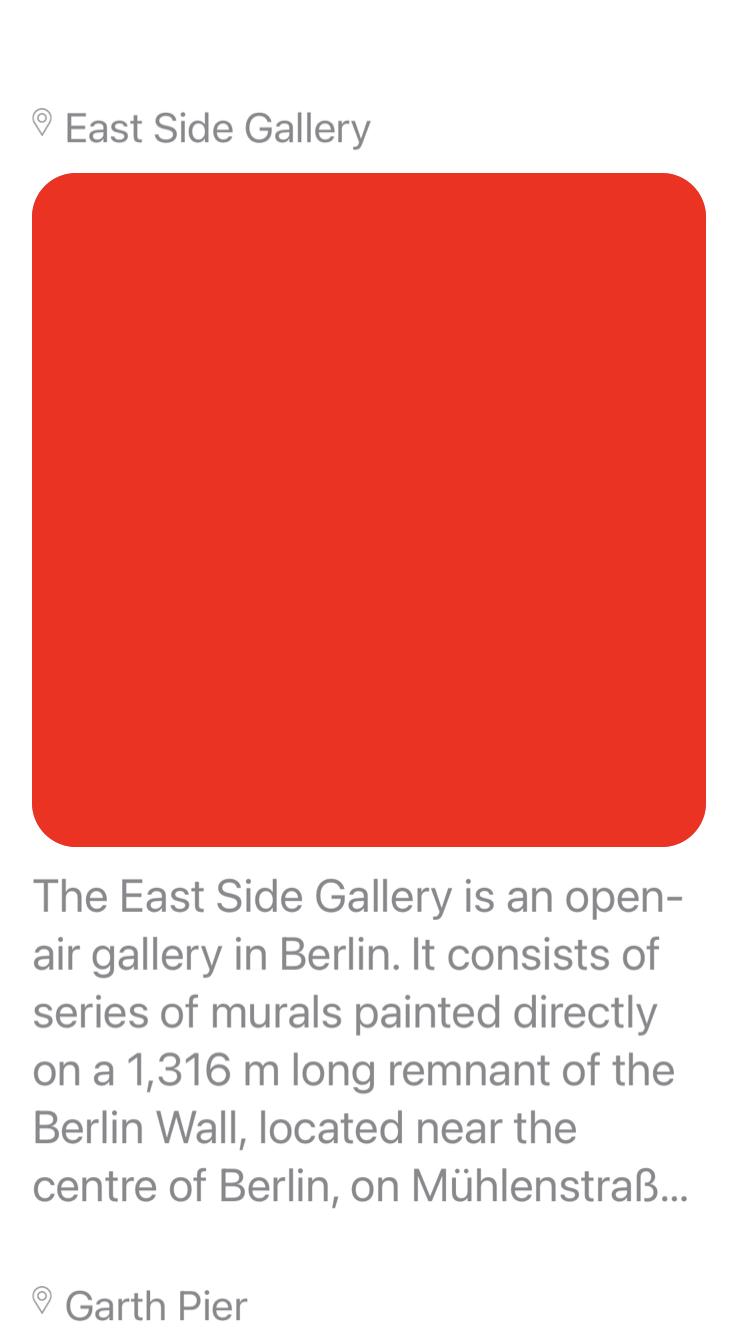 East Side Gallery
The East Side Gallery is an open-
air gallery in Berlin. It consists of
series of murals painted directly
on a 1,316 m long remnant of the
Berlin Wall, located near the
centre of Berlin, on Mühlenstraß...
Garth Pier